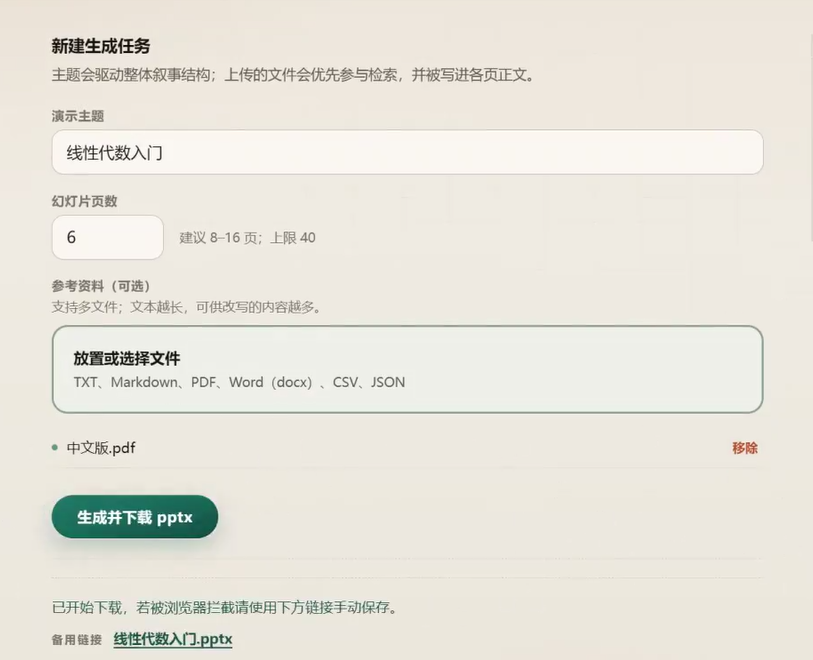 新建生成任务
主题会驱动整体叙事结构；上传的文件会优先参与检索，并被写进各页正文。
演示主题
线性代数入门
幻灯片页数
6
建议 8–16 页；上限 40
参考资料（可选）
支持多文件；文本越长，可供改写的内容越多。
放置或选择文件
TXT、Markdown、PDF、Word（docx）、CSV、JSON
中文版.pdf
移除
生成并下载 pptx
已开始下载，若被浏览器拦截请使用下方链接手动保存。
备用链接 线性代数入门.pptx